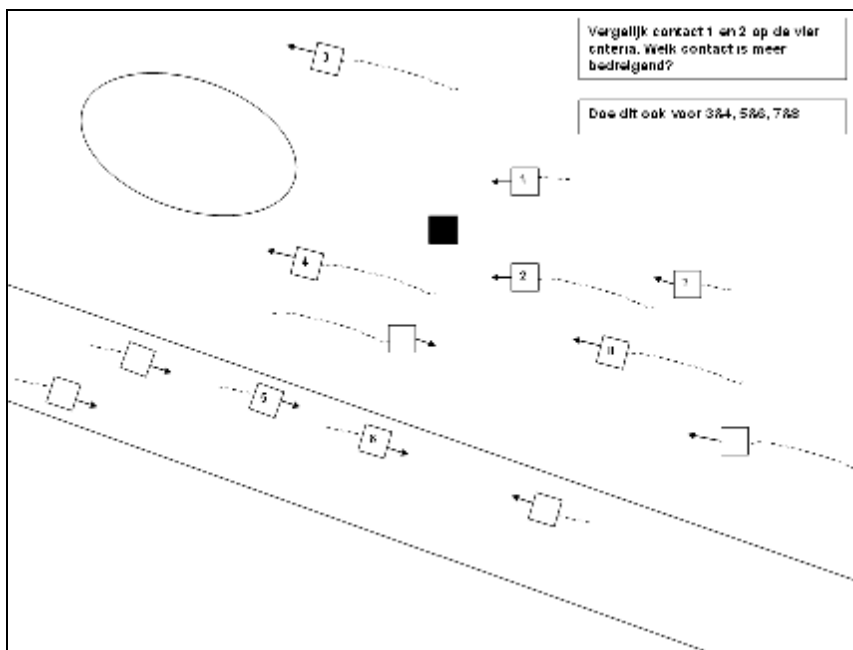 Vergelijk contact 1 en 2 op de vier
criteria. Welk contact is meer
bedreigend?
Doe dit ook voor 3&4, 5&6, 7&8
3
1
4
2
7
8
5
6